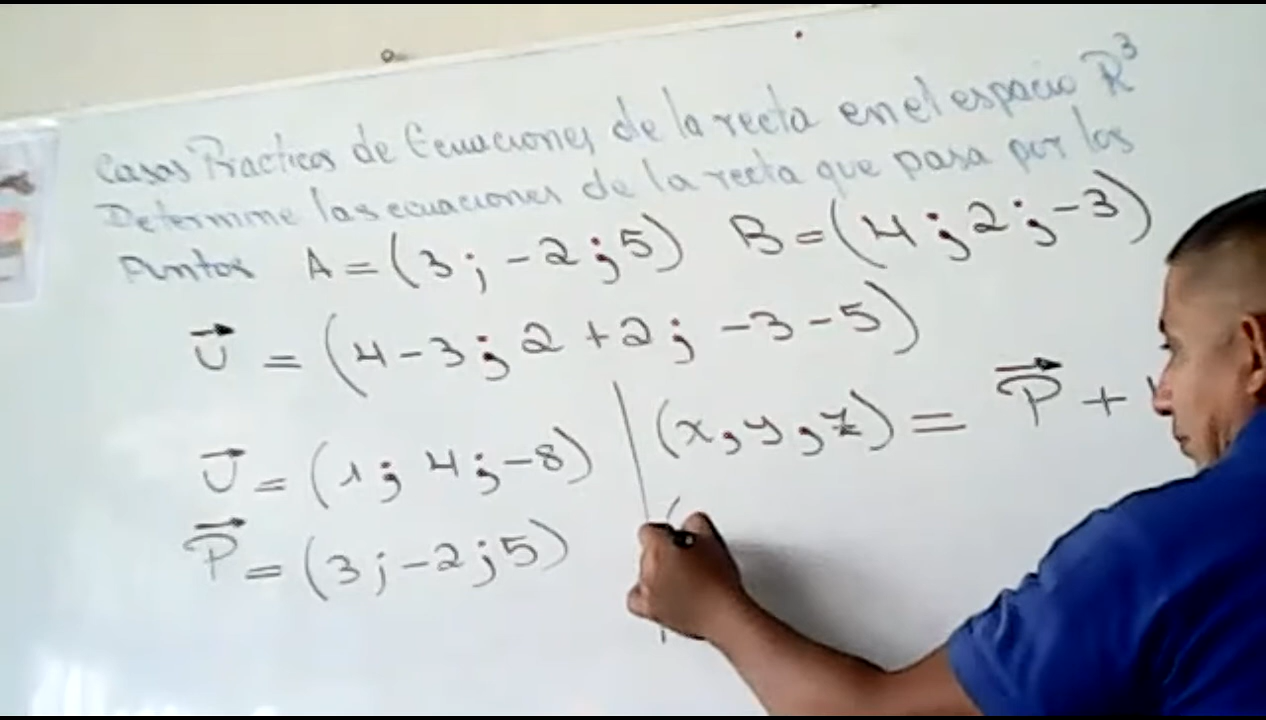 Casos Practicos de Ecuaciones de la recta en el espacio R³
Determine las ecuaciones de la recta que pasa por los
Puntos A = (3 ; -2 ; 5) B = (4 ; 2 ; -3)
U⃗ = (4 - 3 ; 2 + 2 ; -3 - 5)
U⃗ = (1 ; 4 ; -8)
P⃗ = (3 ; -2 ; 5)
(x, y, z) = P⃗ +
(